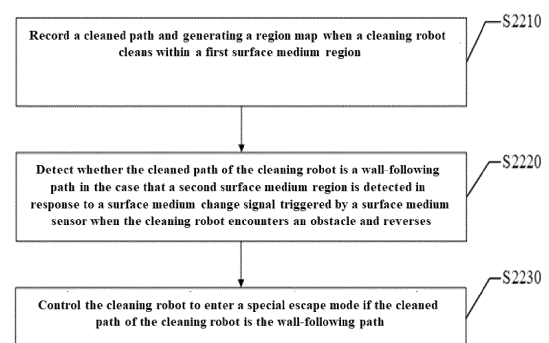 S2210
Record a cleaned path and generating a region map when a cleaning robot
cleans within a first surface medium region
S2220
Detect whether the cleaned path of the cleaning robot is a wall-following
path in the case that a second surface medium region is detected in
response to a surface medium change signal triggered by a surface medium
sensor when the cleaning robot encounters an obstacle and reverses
S2230
Control the cleaning robot to enter a special escape mode if the cleaned
path of the cleaning robot is the wall-following path